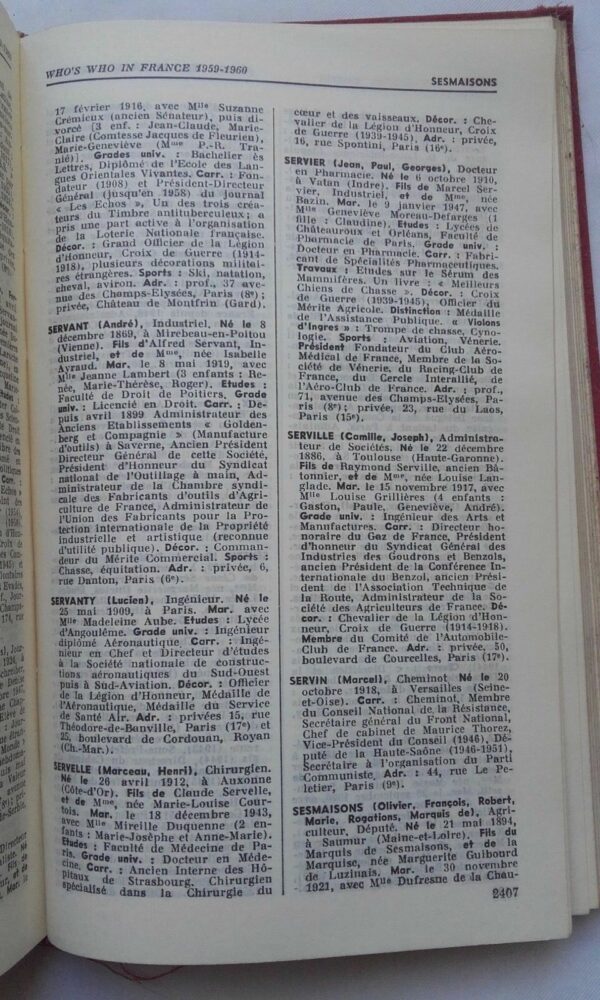 WHO'S WHO IN FRANCE 1959-1960
SESMAISONS
17 février 1916, avec Mlle Suzanne
Crémieux (ancien Sénateur), puis di-
vorcé [3 enf. : Jean-Claude, Marie-
Claire (Comtesse Jacques de Fleurieu),
Marie-Geneviève (Mme P.-R. Tra-
nié)]. Grades univ. : Bachelier ès
Lettres, Diplômé de l'Ecole des Lan-
gues Orientales Vivantes. Carr. : Fon-
dateur (1908) et Président-Directeur
Général (jusqu'en 1958) du journal
« Les Echos », Un des trois créa-
teurs du Timbre antituberculeux; a
pris une part active à l'organisation
de la Loterie Nationale française.
Décor. : Grand Officier de la Légion
d'Honneur, Croix de Guerre (1914-
1918), plusieurs décorations militai-
res étrangères. Sports : Ski, natation,
cheval, aviron. Adr. : prof., 37 ave-
nue des Champs-Elysées, Paris (8e);
privée, Château de Montfrin (Gard).
SERVANT (André), Industriel. Né le 8
décembre 1869, à Mirebeau-en-Poitou
(Vienne). Fils d'Alfred Servant, In-
dustriel, et de Mme, née Isabelle
Ayraud. Mar. le 8 mai 1919, avec
Mlle Jeanne Lambert (3 enfants : Re-
née, Marie-Thérèse, Roger). Etudes :
Faculté de Droit de Poitiers. Grade
univ. : Licencié en Droit. Carr. : De-
puis avril 1899 Administrateur des
Anciens Etablissements « Golden-
berg et Compagnie » (Manufacture
d'outils) à Saverne, Ancien Président
Directeur Général de cette Société,
Président d'Honneur du Syndicat
national de l'Outillage à main, Ad-
ministrateur de la Chambre syndi-
cale des Fabricants d'outils d'Agri-
culture de France, Administrateur de
l'Union des Fabricants pour la Pro-
tection internationale de la Propriété
industrielle et artistique (reconnue
d'utilité publique). Décor. : Comman-
deur du Mérite Commercial. Sports :
Chasse, équitation. Adr. : privée, 6,
rue Danton, Paris (6e).
SERVANTY (Lucien), Ingénieur. Né le
25 mai 1909, à Paris. Mar. avec
Mlle Madeleine Aube. Etudes : Lycée
d'Angoulême. Grade univ. : Ingénieur
diplômé Aéronautique. Carr. : Ingé-
nieur en Chef et Directeur d'études
à la Société nationale de construc-
tions aéronautiques du Sud-Ouest
puis à Sud-Aviation. Décor. : Officier
de la Légion d'Honneur, Médaille de
l'Aéronautique, Médaille du Service
de Santé Air. Adr. : privées 15, rue
Théodore-de-Banville, Paris (17e) et
25, boulevard de Cordouan, Royan
(Ch.-Mar.).
SERVELLE (Marceau, Henri), Chirurgien.
Né le 26 avril 1912, à Auxonne
(Côte-d'Or). Fils de Claude Servelle,
et de Mme, née Marie-Louise Cour-
tois. Mar. le 18 décembre 1943,
avec Mlle Mireille Duquenne (2 en-
fants : Marie-Josèphe et Anne-Marie).
Etudes : Faculté de Médecine de Pa-
ris. Grade univ. : Docteur en Méde-
cine. Carr. : Ancien Interne des Hô-
pitaux de Strasbourg. Chirurgien
spécialisé dans la Chirurgie du
cœur et des vaisseaux. Décor. : Che-
valier de la Légion d'Honneur, Croix
de Guerre (1939-1945). Adr. : privée,
16, rue Spontini, Paris (16e).
SERVIER (Jean, Paul, Georges), Docteur
en Pharmacie. Né le 6 octobre 1910,
à Vatan (Indre). Fils de Marcel Ser-
vier, Industriel, et de Mme, née
Bazin. Mar. le 9 janvier 1947, avec
Mlle Geneviève Moreau-Defarges (1
fille : Claudine). Etudes : Lycées de
Châteauroux et Orléans, Faculté de
Pharmacie de Paris. Grade univ. :
Docteur en Pharmacie. Carr. : Fabri-
cant de Spécialités Pharmaceutiques.
Travaux : Etudes sur le Sérum des
Mammifères. Un livre : « Meilleurs
Chiens de Chasse ». Décor. : Croix
de Guerre (1939-1945), Officier du
Mérite Agricole. Distinction : Médaille
de l'Assistance Publique. « Violons
d'Ingres » : Trompe de chasse, Cyno-
logie. Sports : Aviation, Vénerie.
Président Fondateur du Club Aéro-
Médical de France, Membre de la So-
ciété de Vénerie, du Racing-Club de
France, du Cercle Interallié, de
l'Aéro-Club de France. Adr. : prof.,
71, avenue des Champs-Elysées, Pa-
ris (8e); privée, 23, rue du Laos,
Paris (15e).
SERVILLE (Camille, Joseph), Administra-
teur de Sociétés. Né le 22 décembre
1886, à Toulouse (Haute-Garonne).
Fils de Raymond Serville, ancien Bâ-
tonnier, et de Mme, née Louise Lan-
glade. Mar. le 15 novembre 1917, avec
Mlle Louise Grillières (4 enfants :
Gaston, Paule, Geneviève, André).
Grade univ. : Ingénieur des Arts et
Manufactures. Carr. : Directeur ho-
noraire du Gaz de France, Président
d'honneur du Syndicat Général des
Industries des Goudrons et Benzols,
ancien Président de la Conférence In-
ternationale du Benzol, ancien Prési-
dent de l'Association Technique de
la Route, Administrateur de la So-
ciété des Agriculteurs de France. Dé-
cor. : Chevalier de la Légion d'Hon-
neur, Croix de Guerre (1914-1918).
Membre du Comité de l'Automobile-
Club de France. Adr. : privée, 50,
boulevard de Courcelles, Paris (17e).
SERVIN (Marcel), Cheminot Né le 20
octobre 1918, à Versailles (Seine-
et-Oise). Carr. : Cheminot, Membre
du Conseil National de la Résistance,
Secrétaire général du Front National,
Chef de cabinet de Maurice Thorez,
Vice-Président du Conseil (1946), Dé-
puté de la Haute-Saône (1946-1951),
Secrétaire à l'organisation du Parti
Communiste. Adr. : 44, rue Le Pe-
letier, Paris (9e).
SESMAISONS (Olivier, François, Robert,
Marie, Rogations, Marquis de), Agri-
culteur, Député. Né le 21 mai 1894,
à Saumur (Maine-et-Loire). Fils du
Marquis de Sesmaisons, et de la
Marquise, née Marguerite Guibourd
de Luzinais. Mar. le 30 novembre
1921, avec Mlle Dufresne de la Chau-
2407